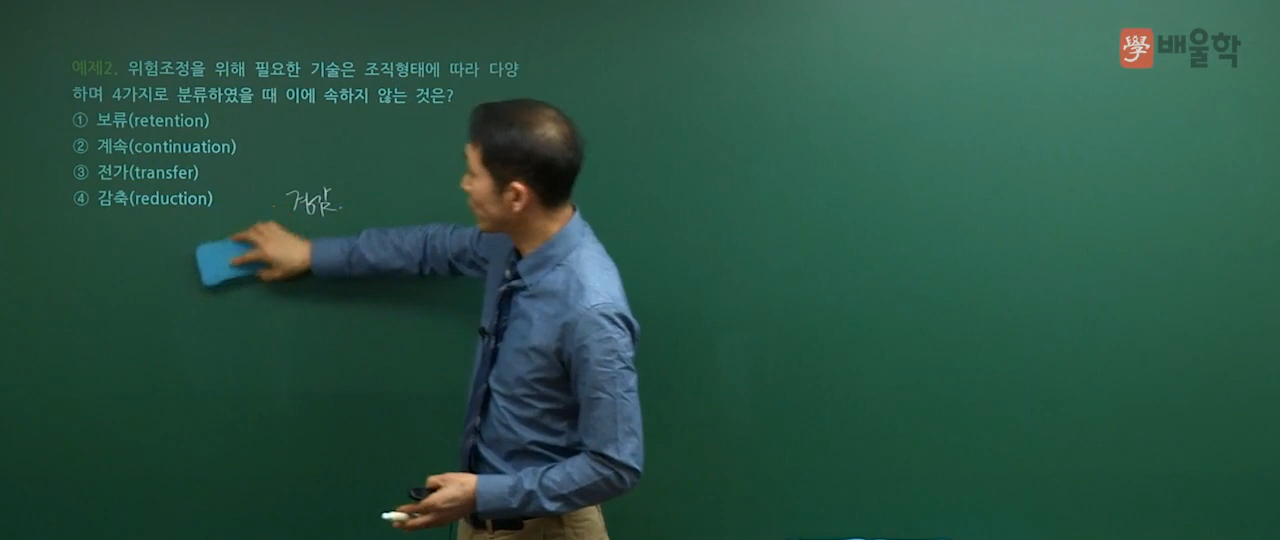 學 배울학
예제2. 위험조정을 위해 필요한 기술은 조직형태에 따라 다양
하며 4가지로 분류하였을 때 이에 속하지 않는 것은?
① 보류(retention)
② 계속(continuation)
③ 전가(transfer)
④ 감축(reduction)
경감.